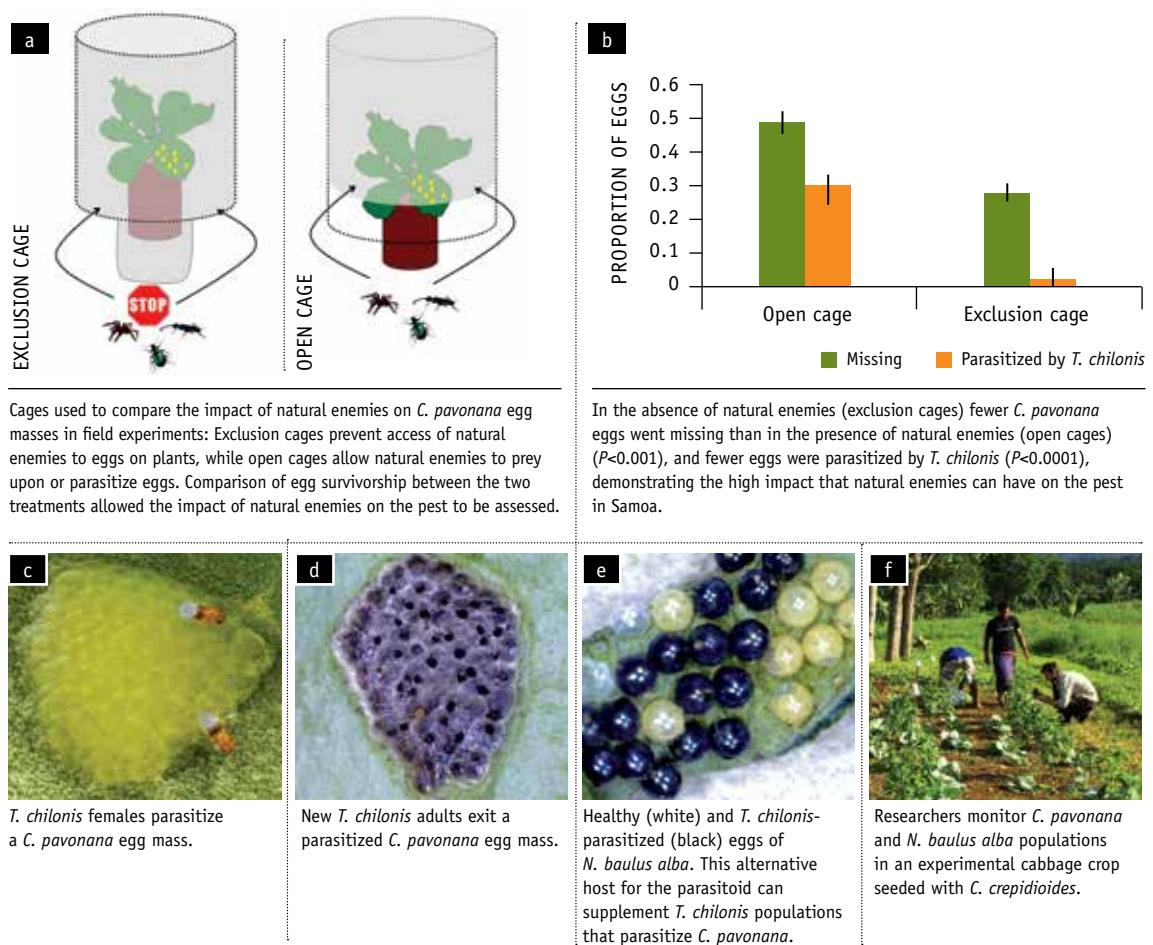 a
EXCLUSION CAGE
STOP
OPEN CAGE
Cages used to compare the impact of natural enemies on C. pavonana egg
masses in field experiments: Exclusion cages prevent access of natural
enemies to eggs on plants, while open cages allow natural enemies to prey
upon or parasitize eggs. Comparison of egg survivorship between the two
treatments allowed the impact of natural enemies on the pest to be assessed.
b
PROPORTION OF EGGS
0.6
0.5
0.4
0.3
0.2
0.1
0
Open cage
Exclusion cage
Missing
Parasitized by T. chilonis
In the absence of natural enemies (exclusion cages) fewer C. pavonana
eggs went missing than in the presence of natural enemies (open cages)
(P<0.001), and fewer eggs were parasitized by T. chilonis (P<0.0001),
demonstrating the high impact that natural enemies can have on the pest
in Samoa.
c
T. chilonis females parasitize
a C. pavonana egg mass.
d
New T. chilonis adults exit a
parasitized C. pavonana egg mass.
e
Healthy (white) and T. chilonis-
parasitized (black) eggs of
N. baulus alba. This alternative
host for the parasitoid can
supplement T. chilonis populations
that parasitize C. pavonana.
f
Researchers monitor C. pavonana
and N. baulus alba populations
in an experimental cabbage crop
seeded with C. crepidioides.